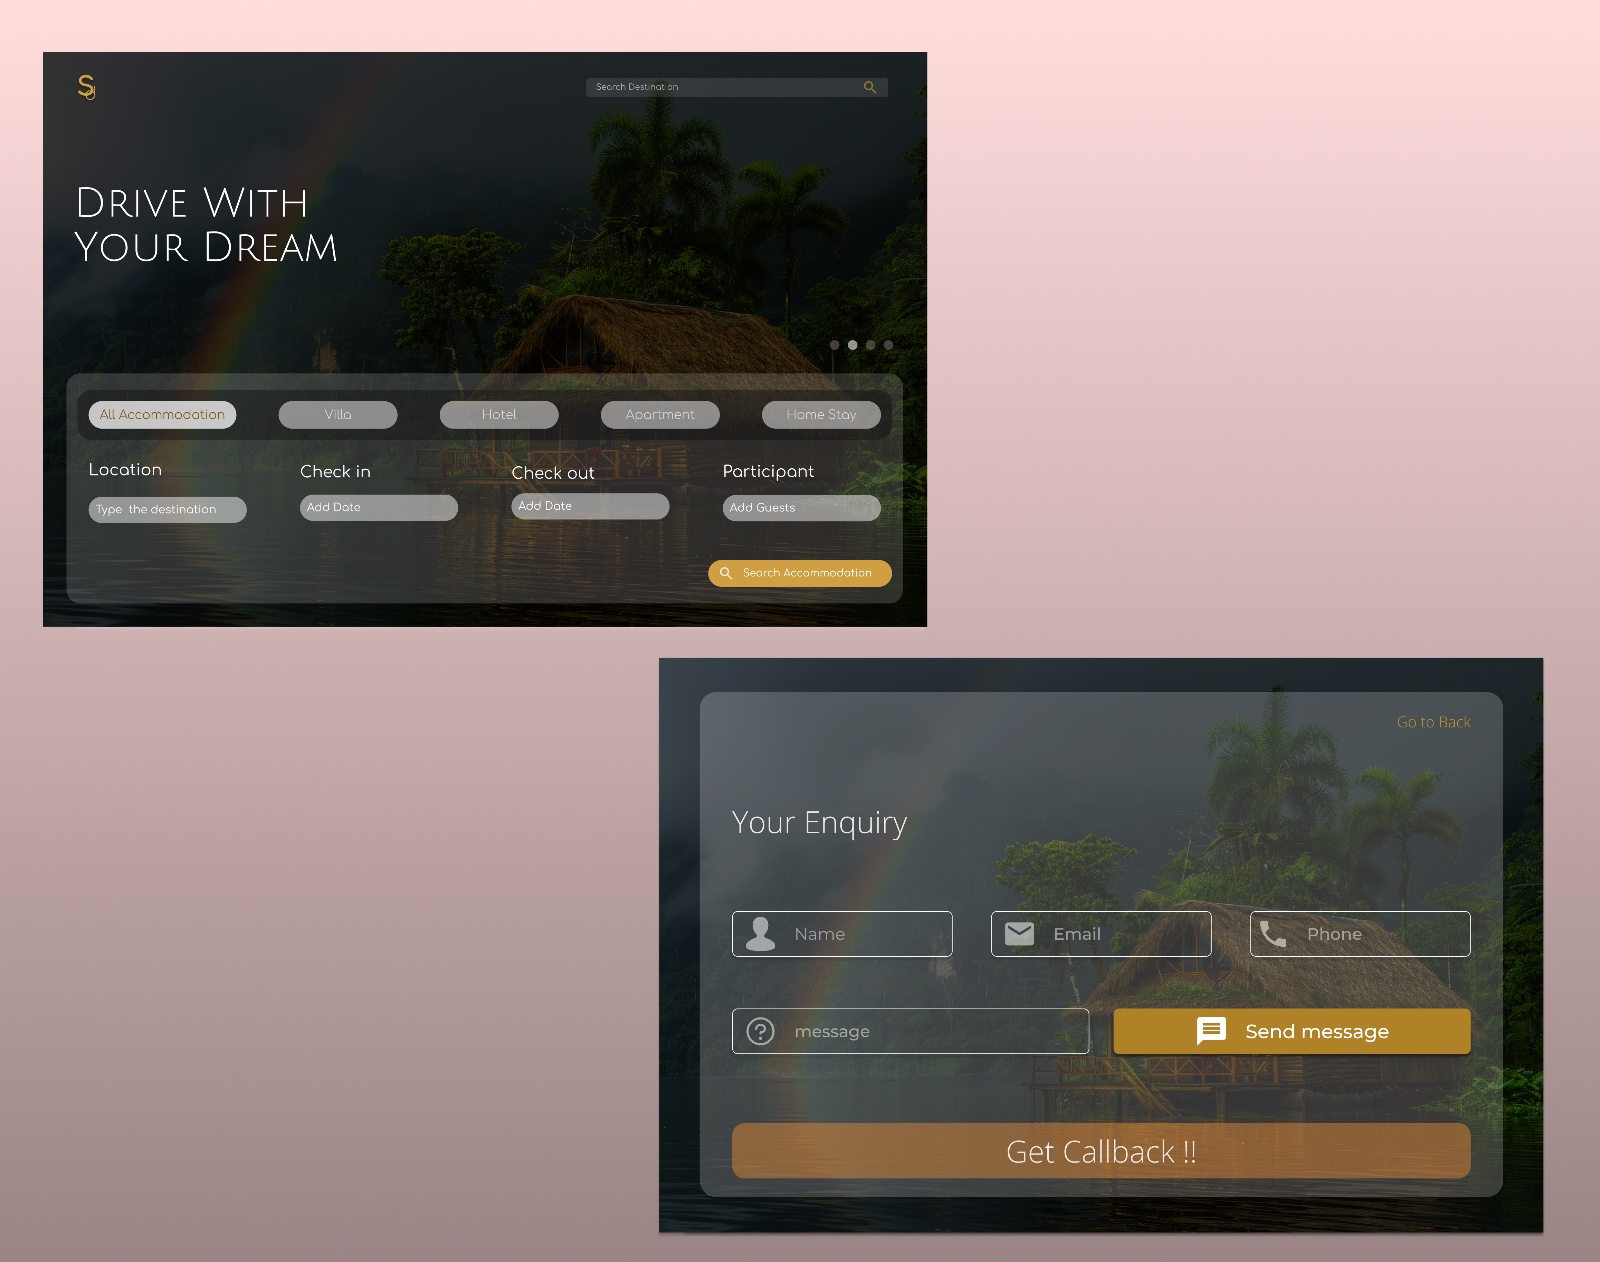 SJ
Search Destination
Drive With
Your Dream
All Accommodation
Villa
Hotel
Apartment
Home Stay
Location
Check in
Check out
Participant
Type the destination
Add Date
Add Date
Add Guests
Search Accommodation
Go to Back
Your Enquiry
Name
Email
Phone
message
Send message
Get Callback !!